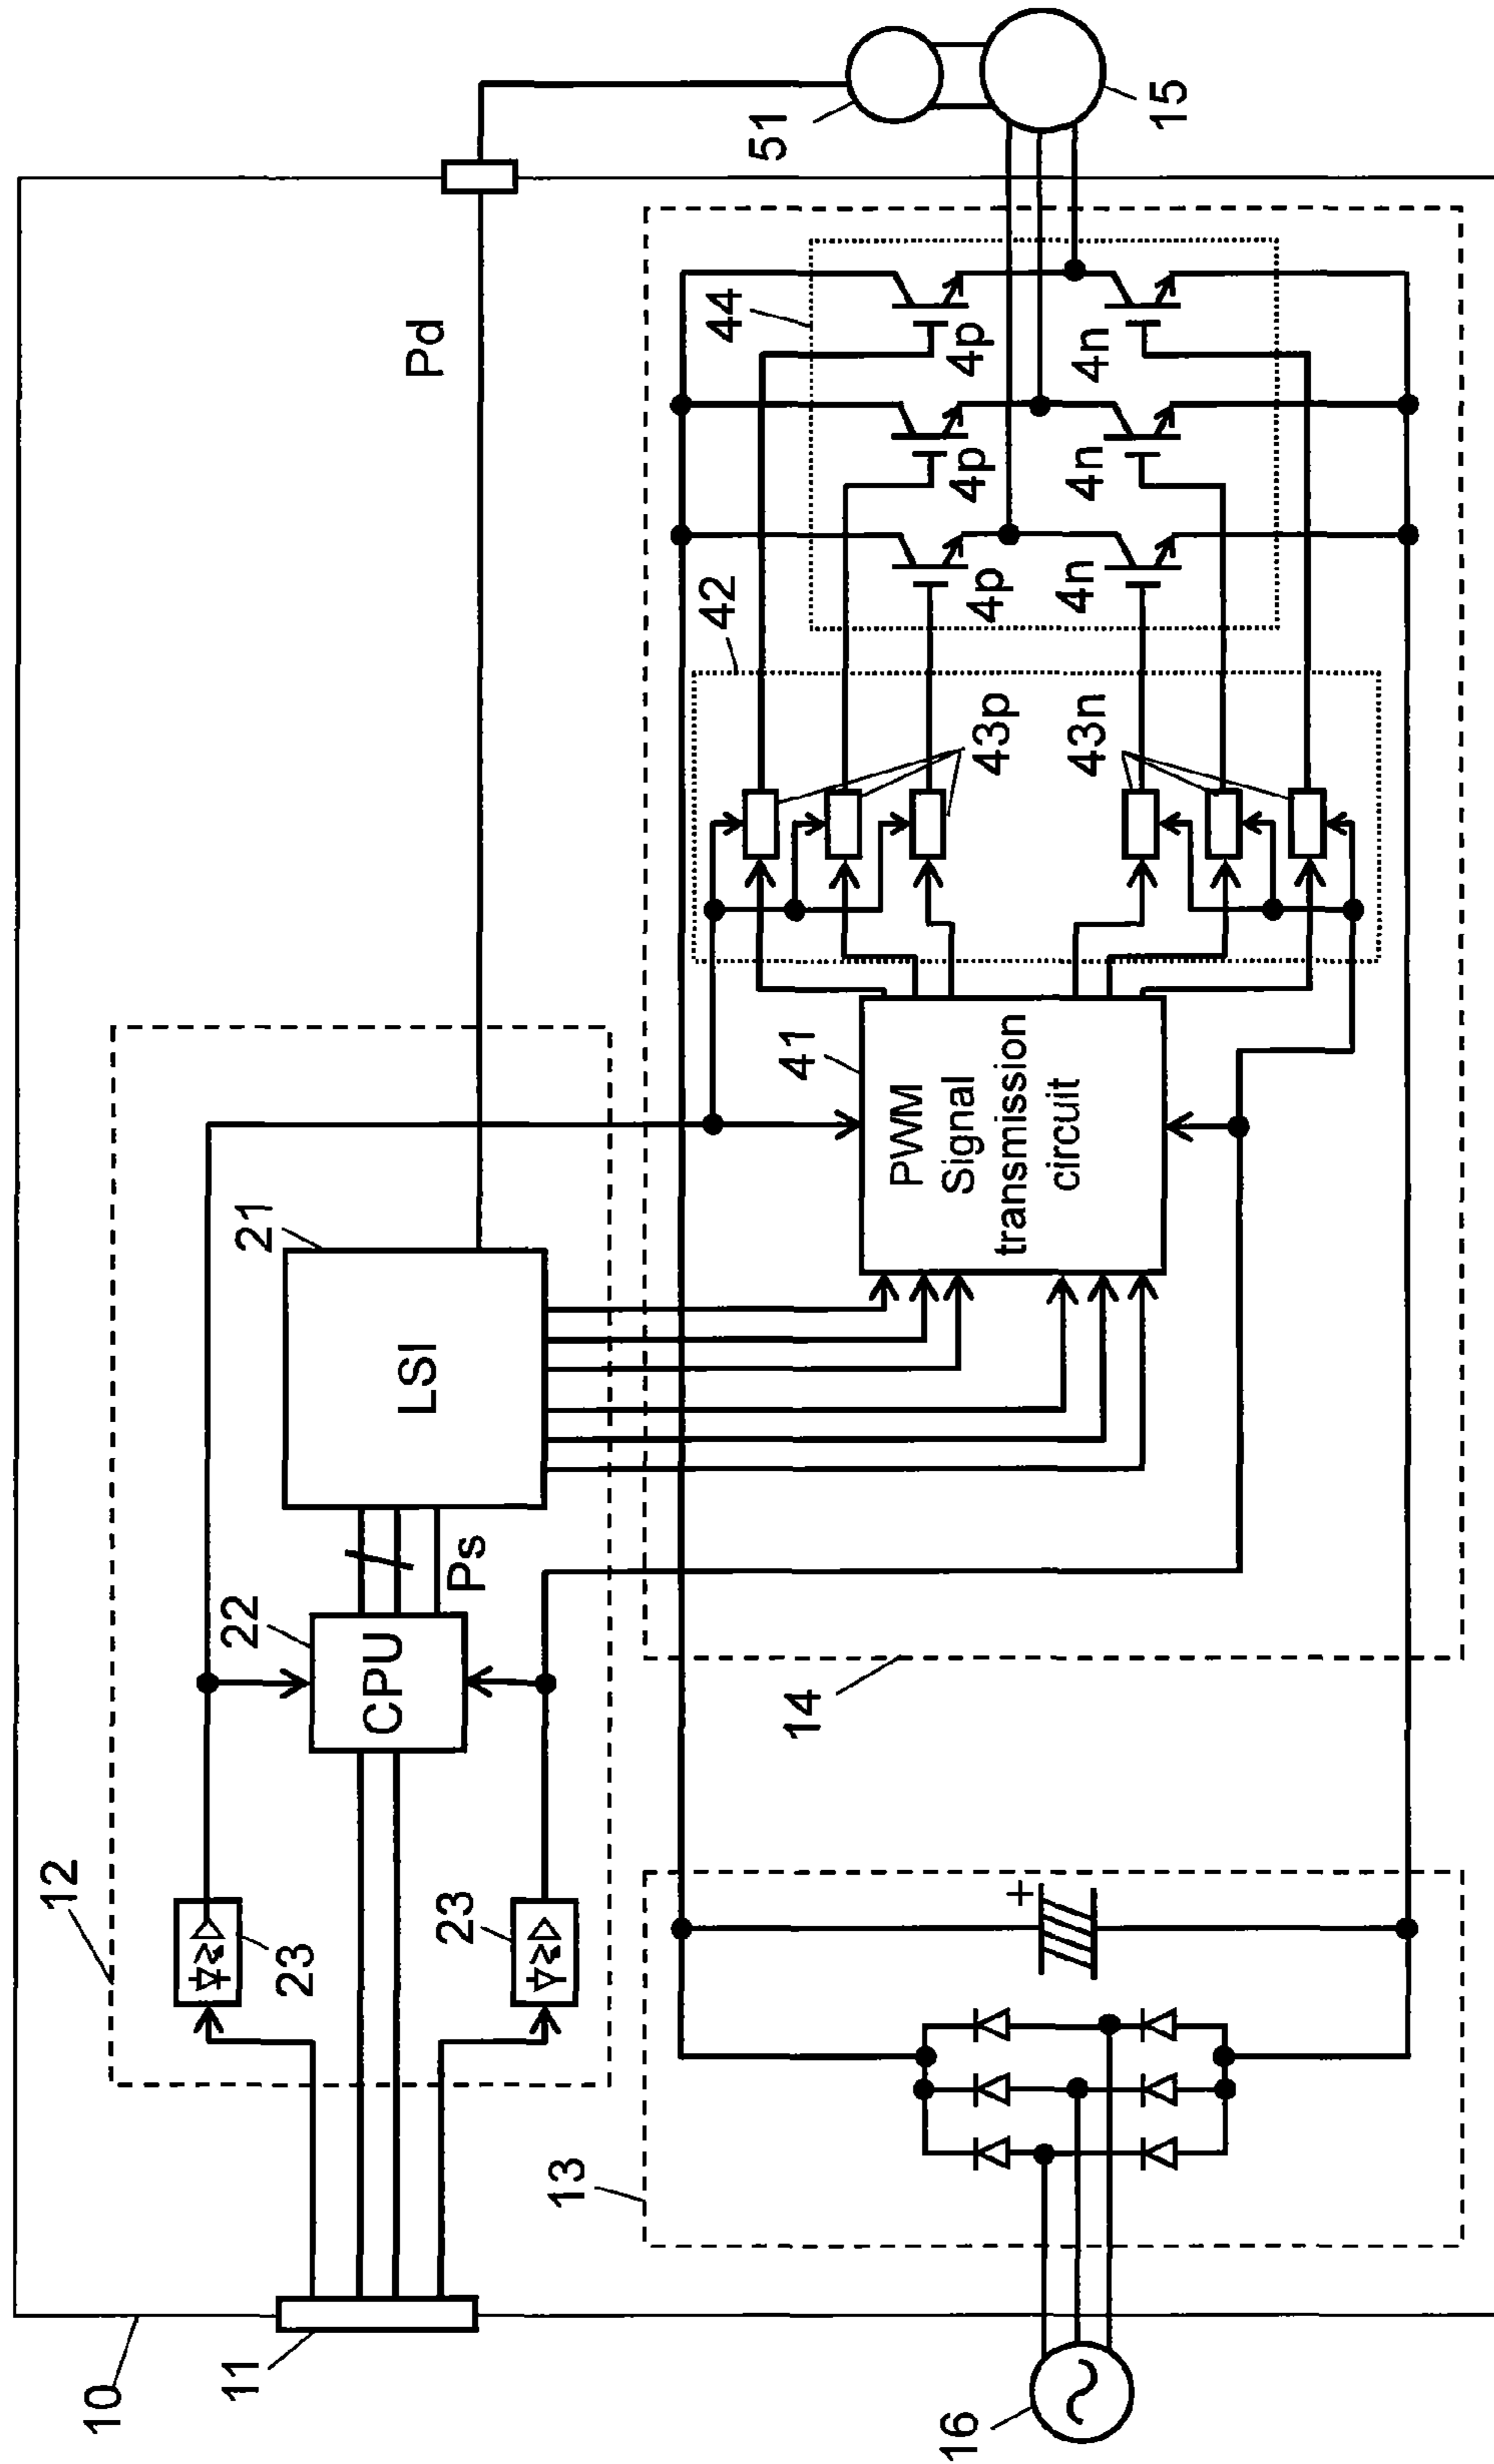 10
11
12
23
23
22
CPU
Ps
21
LSI
Pd
51
15
16
13
+
14
41
PWM
Signal
transmission
circuit
42
43p
43n
44
4p
4p
4p
4n
4n
4n